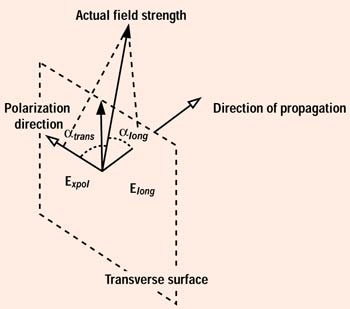 Actual field strength
Polarization
direction
αtrans
αlong
Direction of propagation
Expol
Elong
Transverse surface